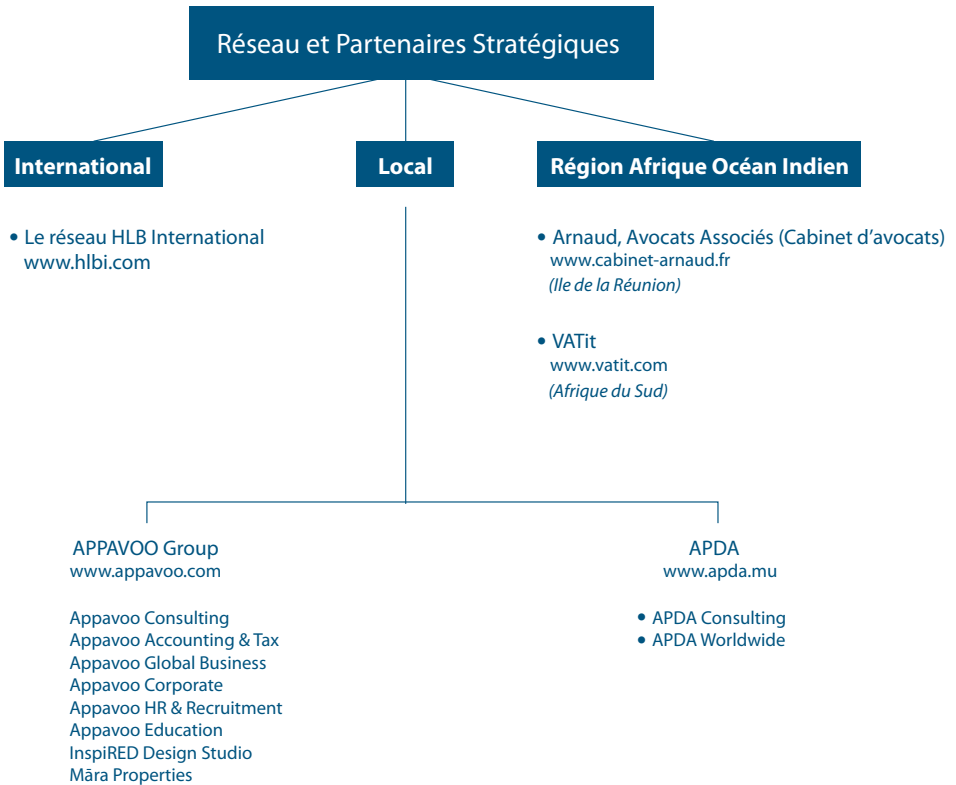 Réseau et Partenaires Stratégiques
International
• Le réseau HLB International
www.hlbi.com
Local
Région Afrique Océan Indien
• Arnaud, Avocats Associés (Cabinet d’avocats)
www.cabinet-arnaud.fr
(Ile de la Réunion)
• VATit
www.vatit.com
(Afrique du Sud)
APPAVOO Group
www.appavoo.com
Appavoo Consulting
Appavoo Accounting & Tax
Appavoo Global Business
Appavoo Corporate
Appavoo HR & Recruitment
Appavoo Education
InspiRED Design Studio
Māra Properties
APDA
www.apda.mu
• APDA Consulting
• APDA Worldwide